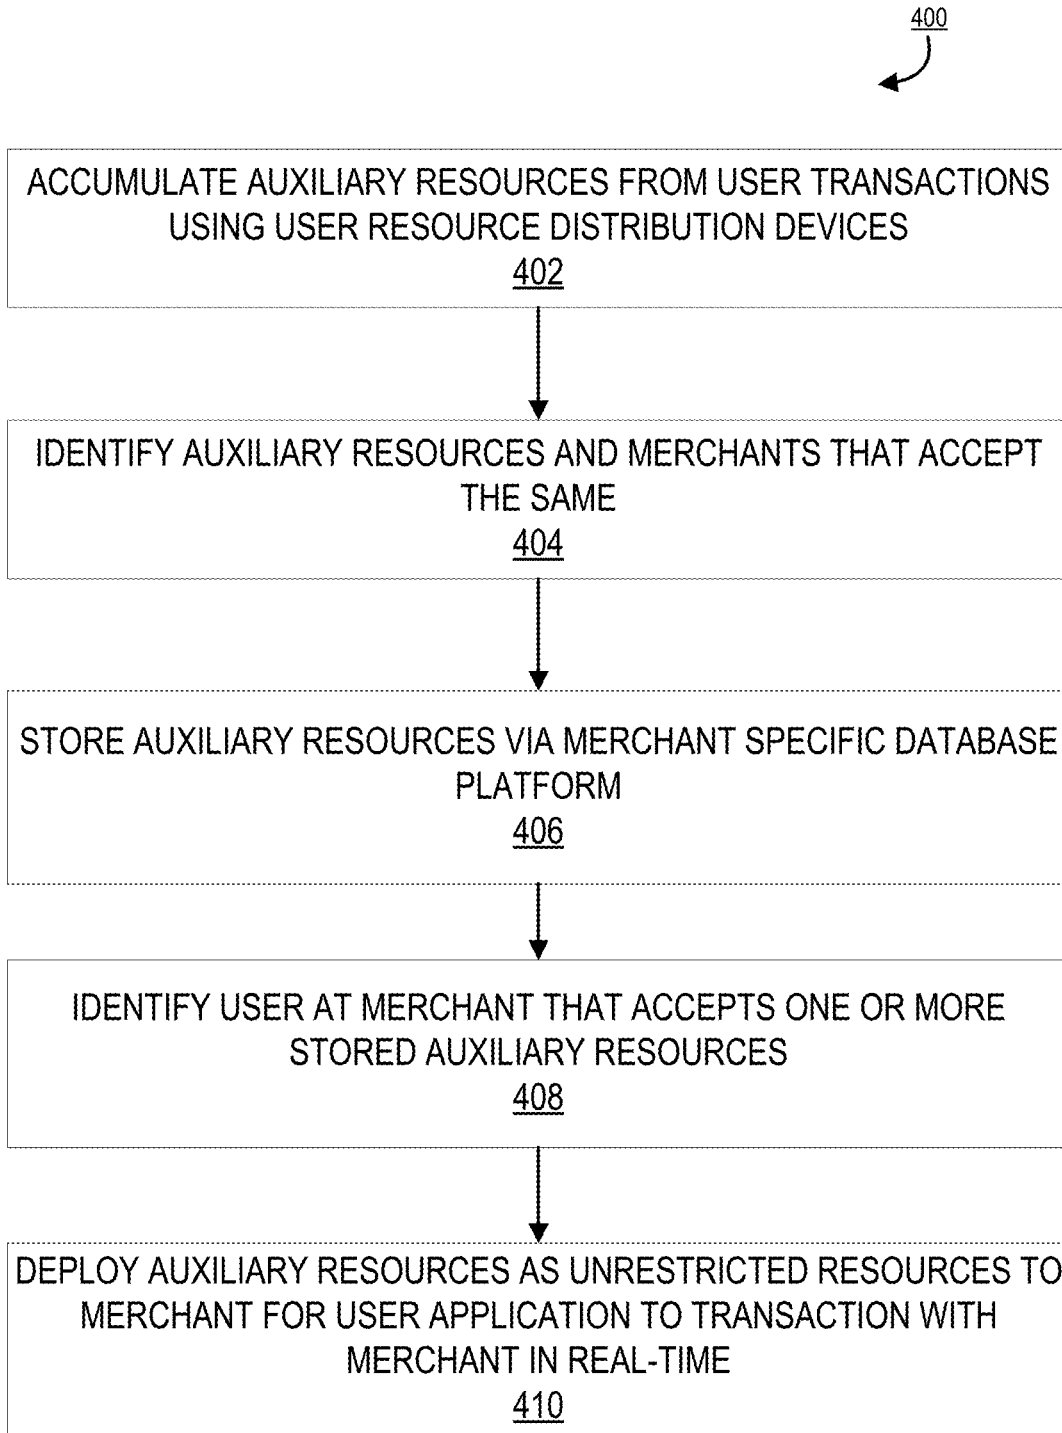 400
ACCUMULATE AUXILIARY RESOURCES FROM USER TRANSACTIONS
USING USER RESOURCE DISTRIBUTION DEVICES
402
IDENTIFY AUXILIARY RESOURCES AND MERCHANTS THAT ACCEPT
THE SAME
404
STORE AUXILIARY RESOURCES VIA MERCHANT SPECIFIC DATABASE
PLATFORM
406
IDENTIFY USER AT MERCHANT THAT ACCEPTS ONE OR MORE
STORED AUXILIARY RESOURCES
408
DEPLOY AUXILIARY RESOURCES AS UNRESTRICTED RESOURCES TO
MERCHANT FOR USER APPLICATION TO TRANSACTION WITH
MERCHANT IN REAL-TIME
410